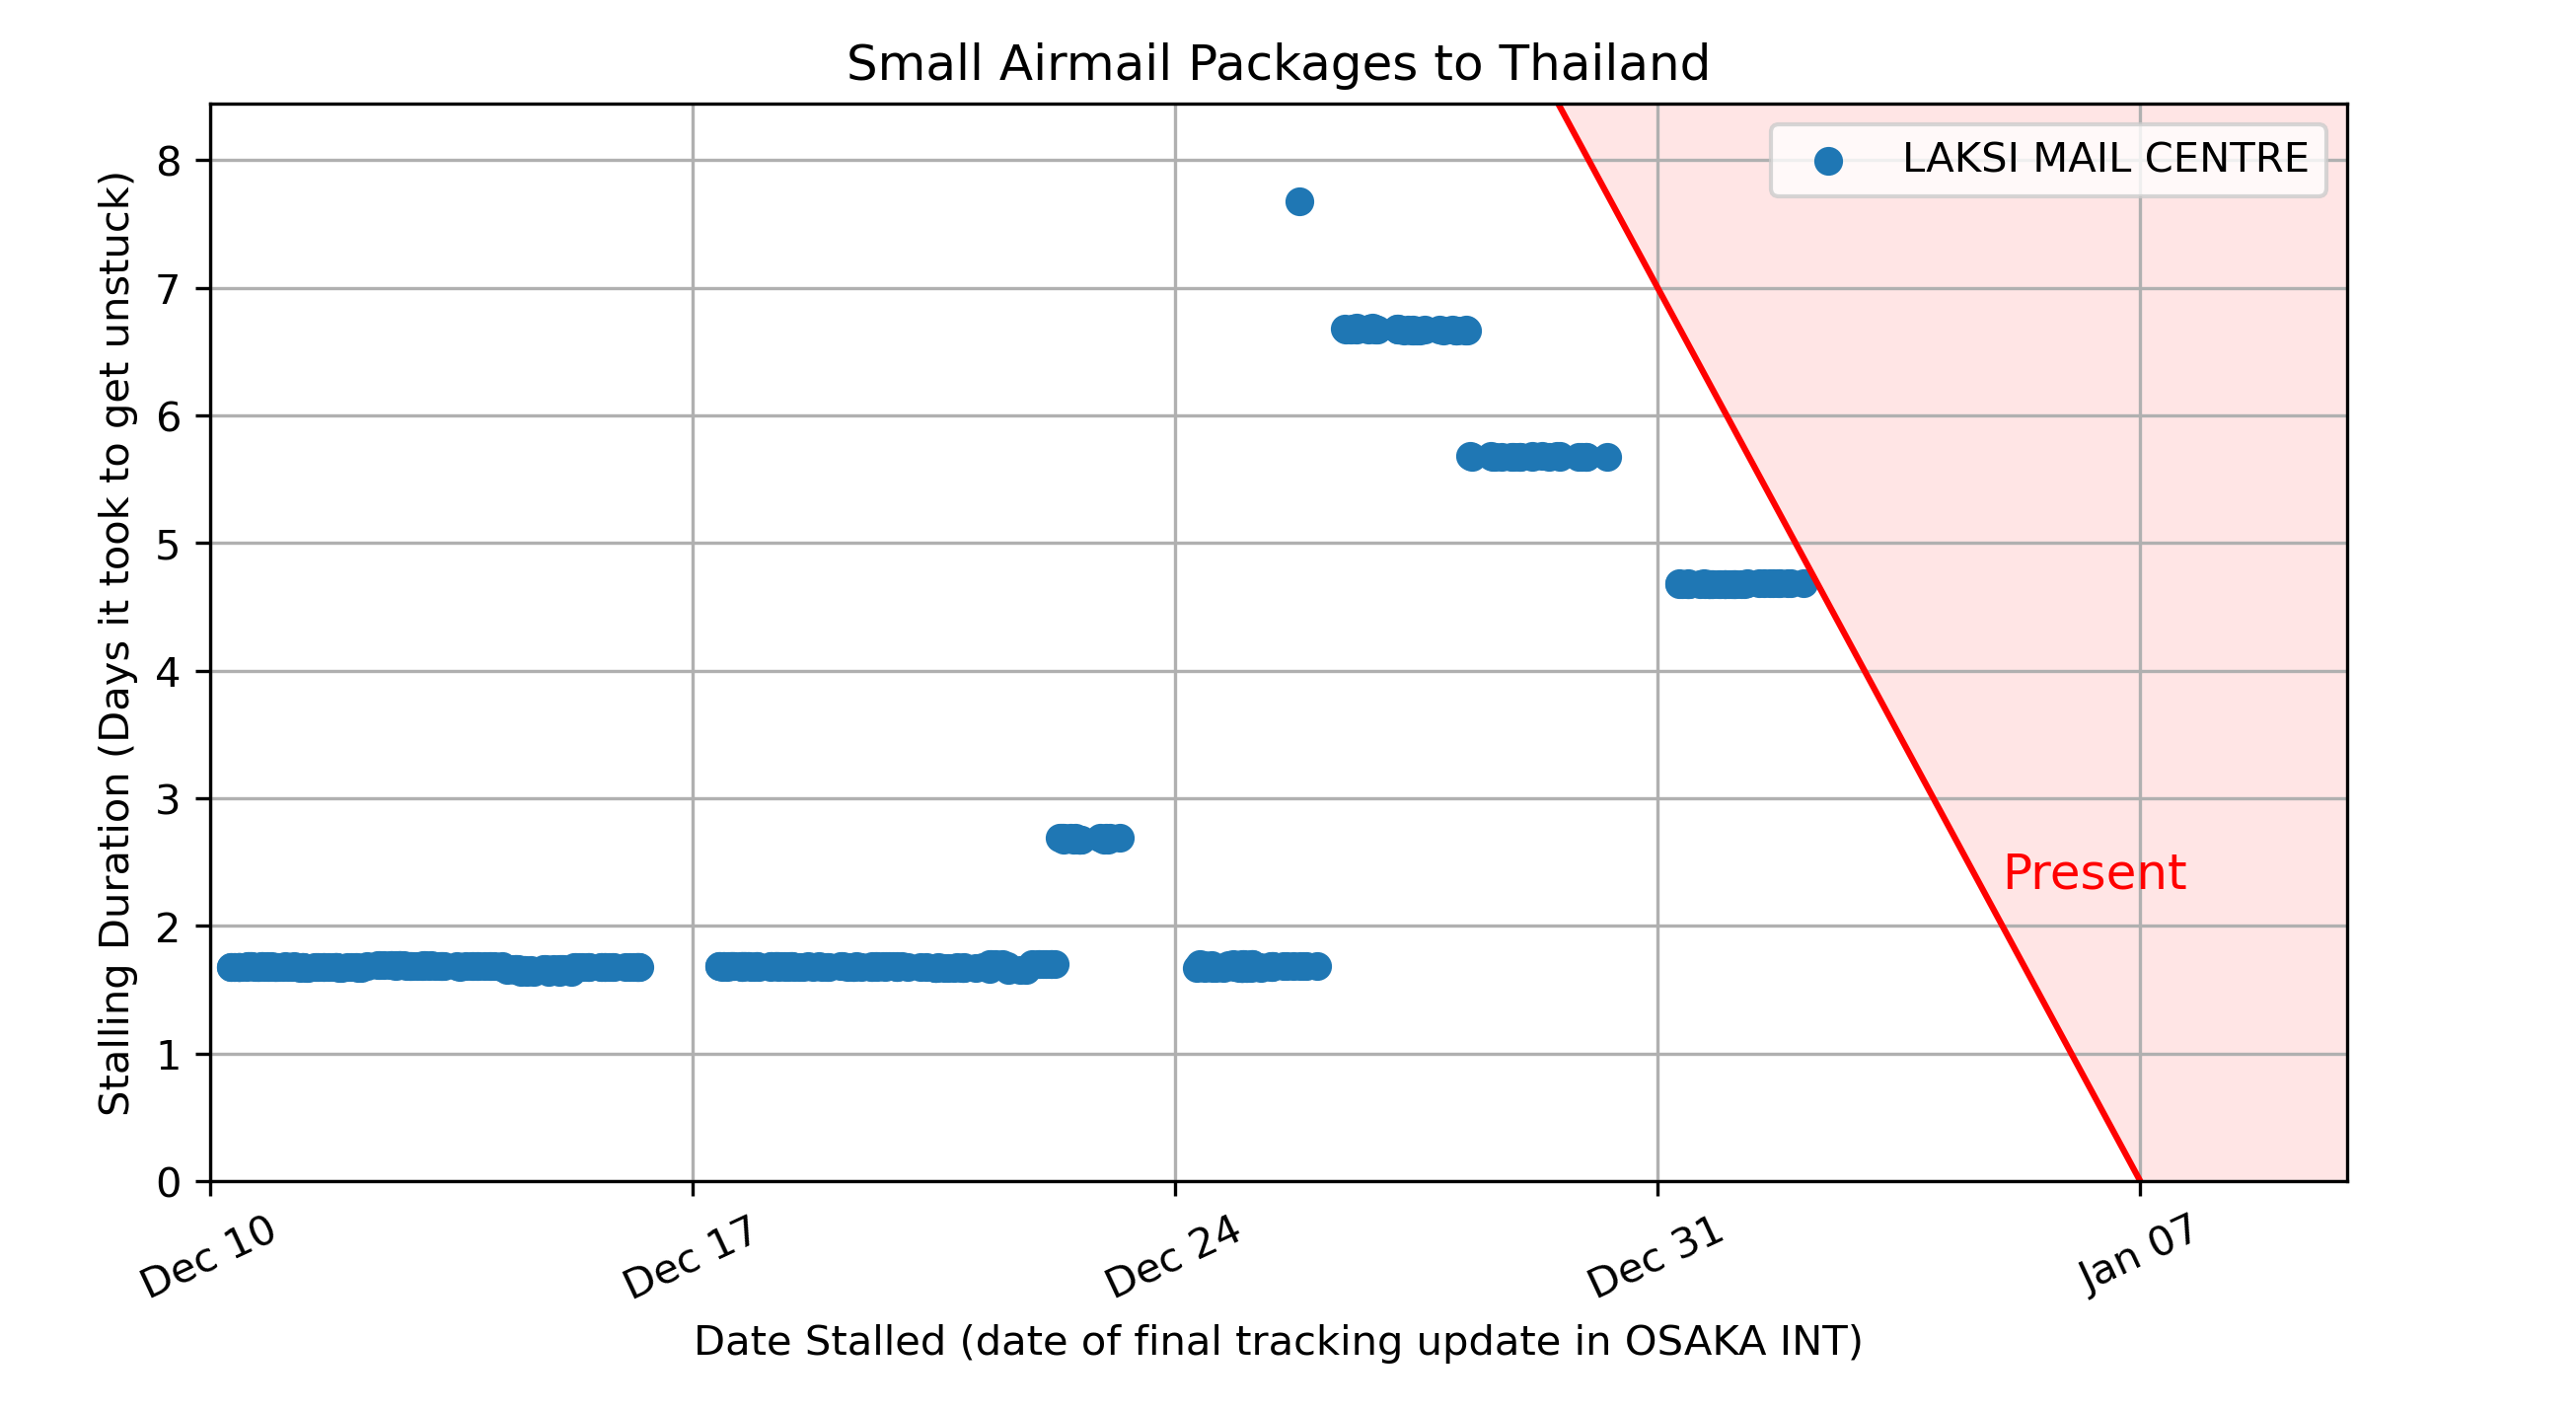 Small Airmail Packages to Thailand
LAKSI MAIL CENTRE
Stalling Duration (Days it took to get unstuck)
8
7
6
5
4
3
2
1
0
Present
Dec 10
Dec 17
Dec 24
Dec 31
Jan 07
Date Stalled (date of final tracking update in OSAKA INT)